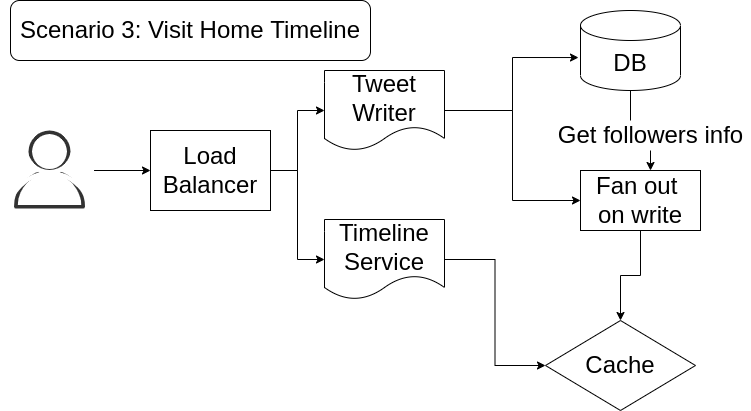 Scenario 3: Visit Home Timeline
Tweet
Writer
DB
Get followers info
Load
Balancer
Fan out
on write
Timeline
Service
Cache